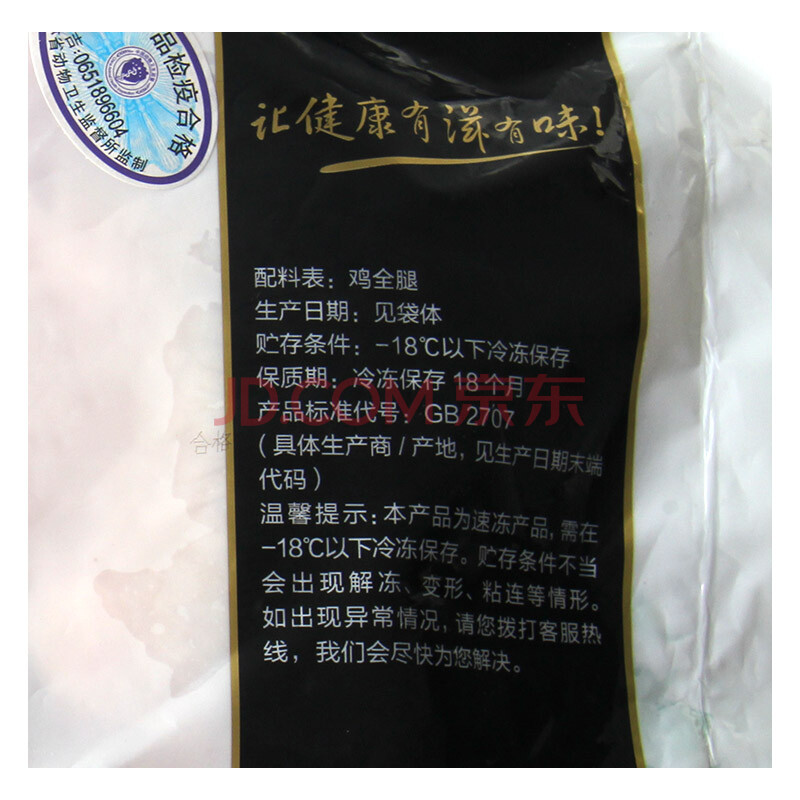 品检疫合格
吉:0651896604
省动物卫生监督所监制
让健康有滋有味!
配料表：鸡全腿
生产日期：见袋体
贮存条件：-18℃以下冷冻保存
保质期：冷冻保存 18个月
产品标准代号：GB 2707
（具体生产商 / 产地，见生产日期末端
代码）
温馨提示：本产品为速冻产品，需在
-18℃以下冷冻保存。贮存条件不当
会出现解冻、变形、粘连等情形。
如出现异常情况，请您拨打客服热
线，我们会尽快为您解决。
合格
JD.COM 京东